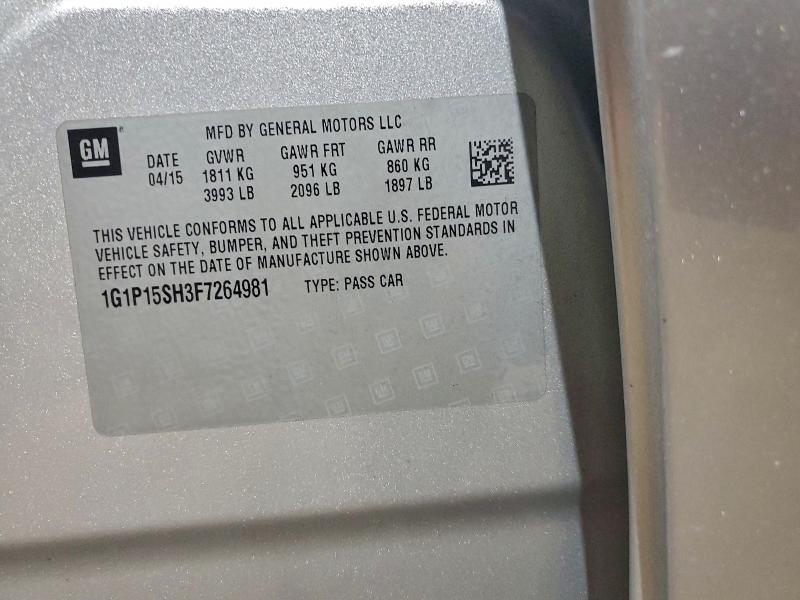 GM
MFD BY GENERAL MOTORS LLC
DATE GVWR GAWR FRT GAWR RR
04/15 1811 KG 951 KG 860 KG
3993 LB 2096 LB 1897 LB
THIS VEHICLE CONFORMS TO ALL APPLICABLE U.S. FEDERAL MOTOR
VEHICLE SAFETY, BUMPER, AND THEFT PREVENTION STANDARDS IN
EFFECT ON THE DATE OF MANUFACTURE SHOWN ABOVE.
1G1P15SH3F7264981 TYPE: PASS CAR